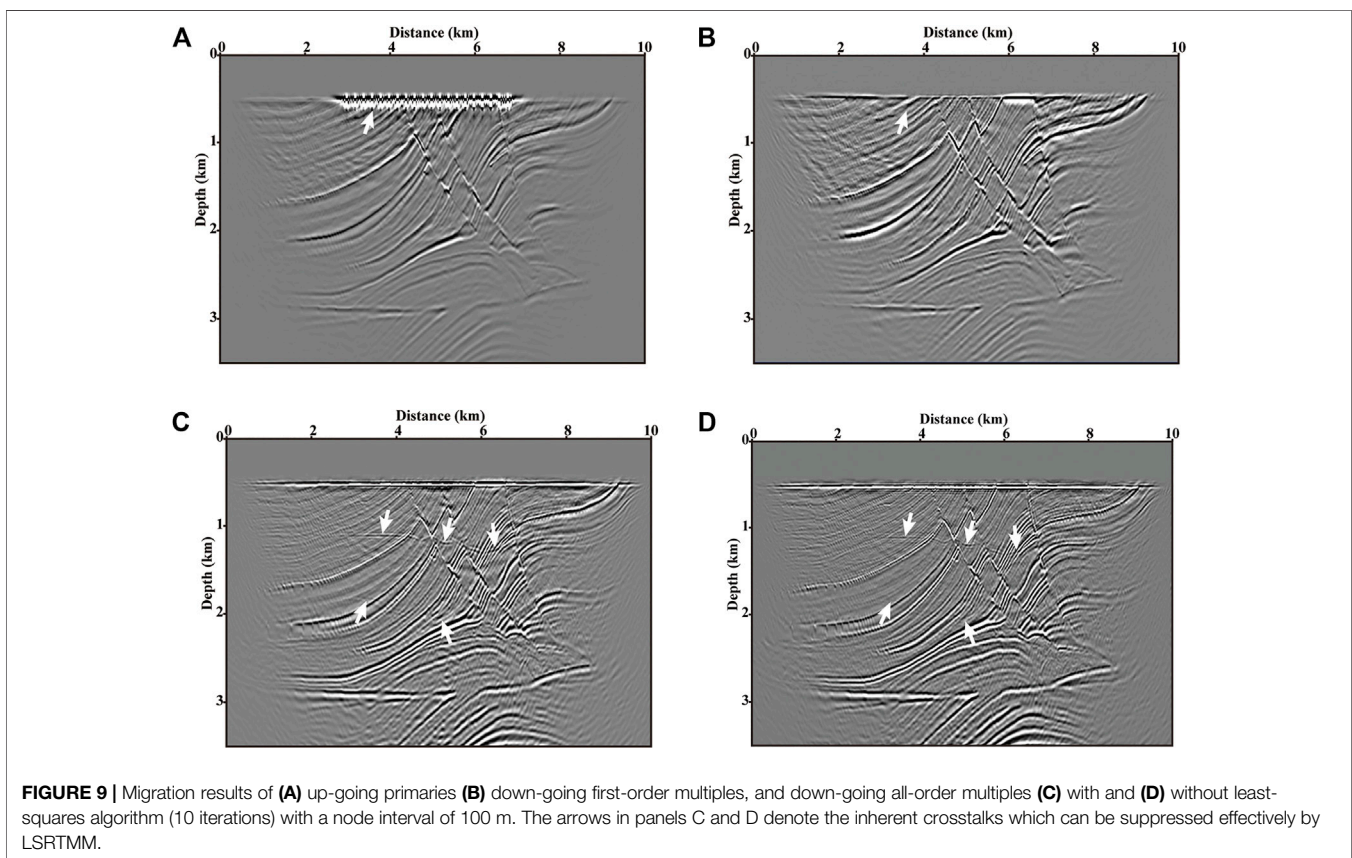 A
Distance (km)
0 2 4 6 8 10
0
1
2
3
Depth (km)
B
Distance (km)
0 2 4 6 8 10
0
1
2
3
Depth (km)
C
Distance (km)
0 2 4 6 8 10
0
1
2
3
Depth (km)
D
Distance (km)
0 2 4 6 8 10
0
1
2
3
Depth (km)
FIGURE 9 | Migration results of (A) up-going primaries (B) down-going first-order multiples, and down-going all-order multiples (C) with and (D) without least-
squares algorithm (10 iterations) with a node interval of 100 m. The arrows in panels C and D denote the inherent crosstalks which can be suppressed effectively by
LSRTMM.